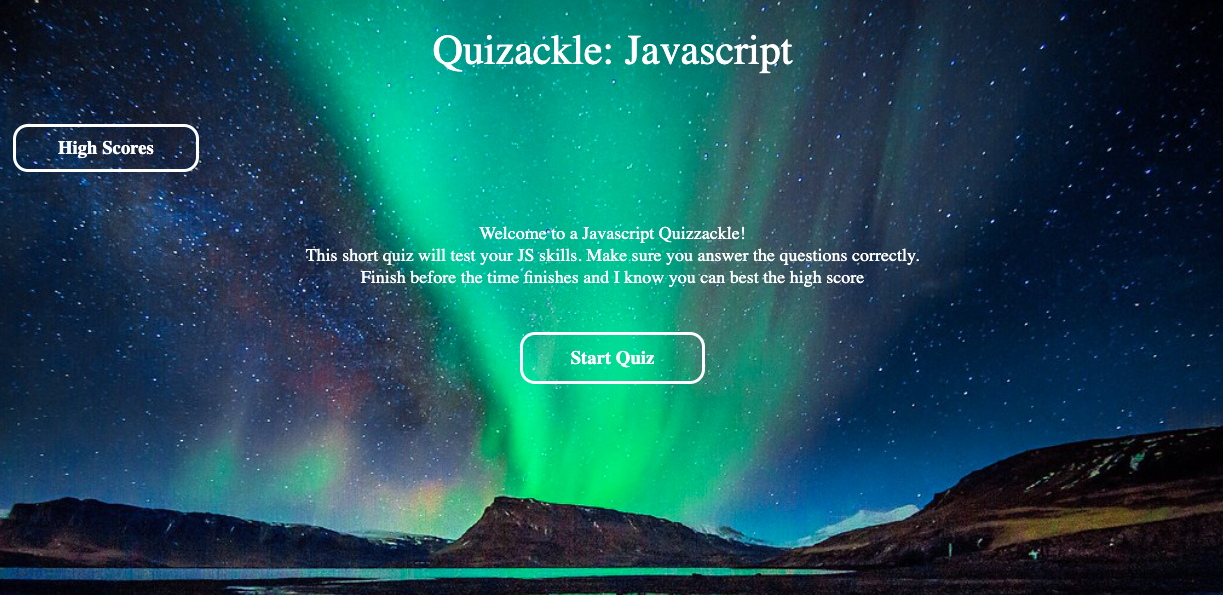 Quizackle: Javascript
High Scores
Welcome to a Javascript Quizzackle!
This short quiz will test your JS skills. Make sure you answer the questions correctly.
Finish before the time finishes and I know you can best the high score
Start Quiz